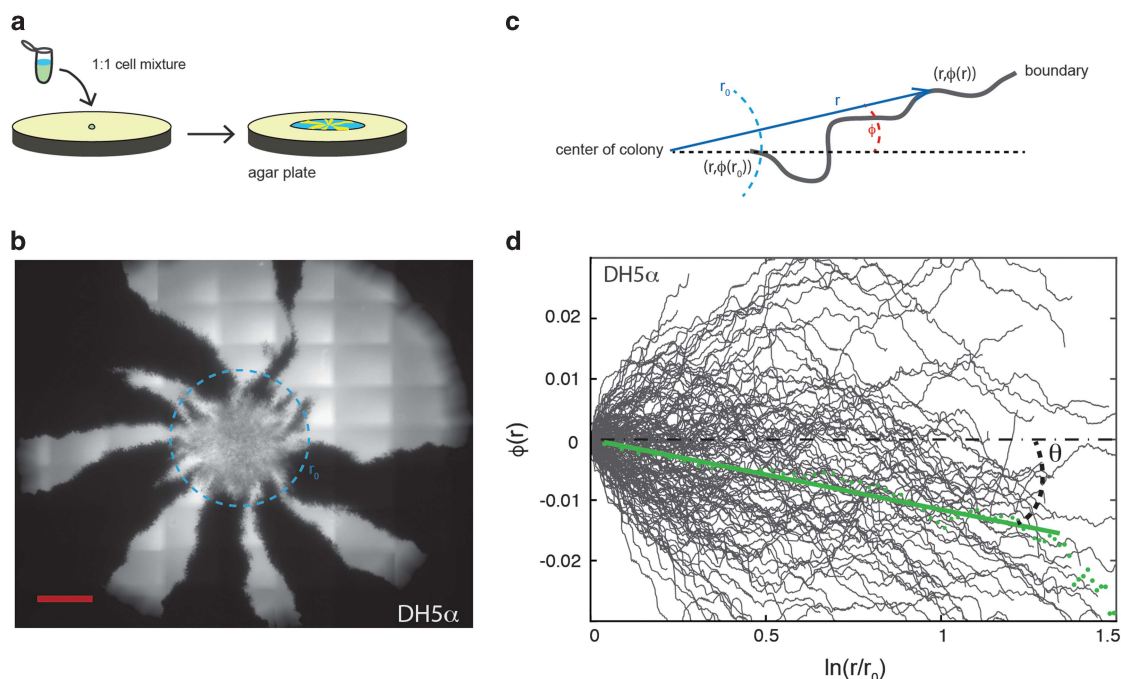 a
1:1 cell mixture
agar plate
b
r₀
DH5α
c
r₀
r
(r,ϕ(r))
boundary
ϕ
center of colony
(r,ϕ(r₀))
d
DH5α
0.02
0.01
0
-0.01
-0.02
ϕ(r)
θ
0
0.5
1
1.5
ln(r/r₀)